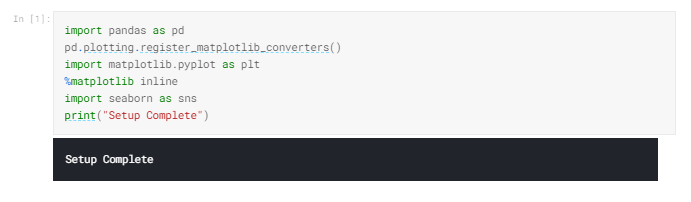 In [1]:
import pandas as pd
pd.plotting.register_matplotlib_converters()
import matplotlib.pyplot as plt
%matplotlib inline
import seaborn as sns
print("Setup Complete")
Setup Complete